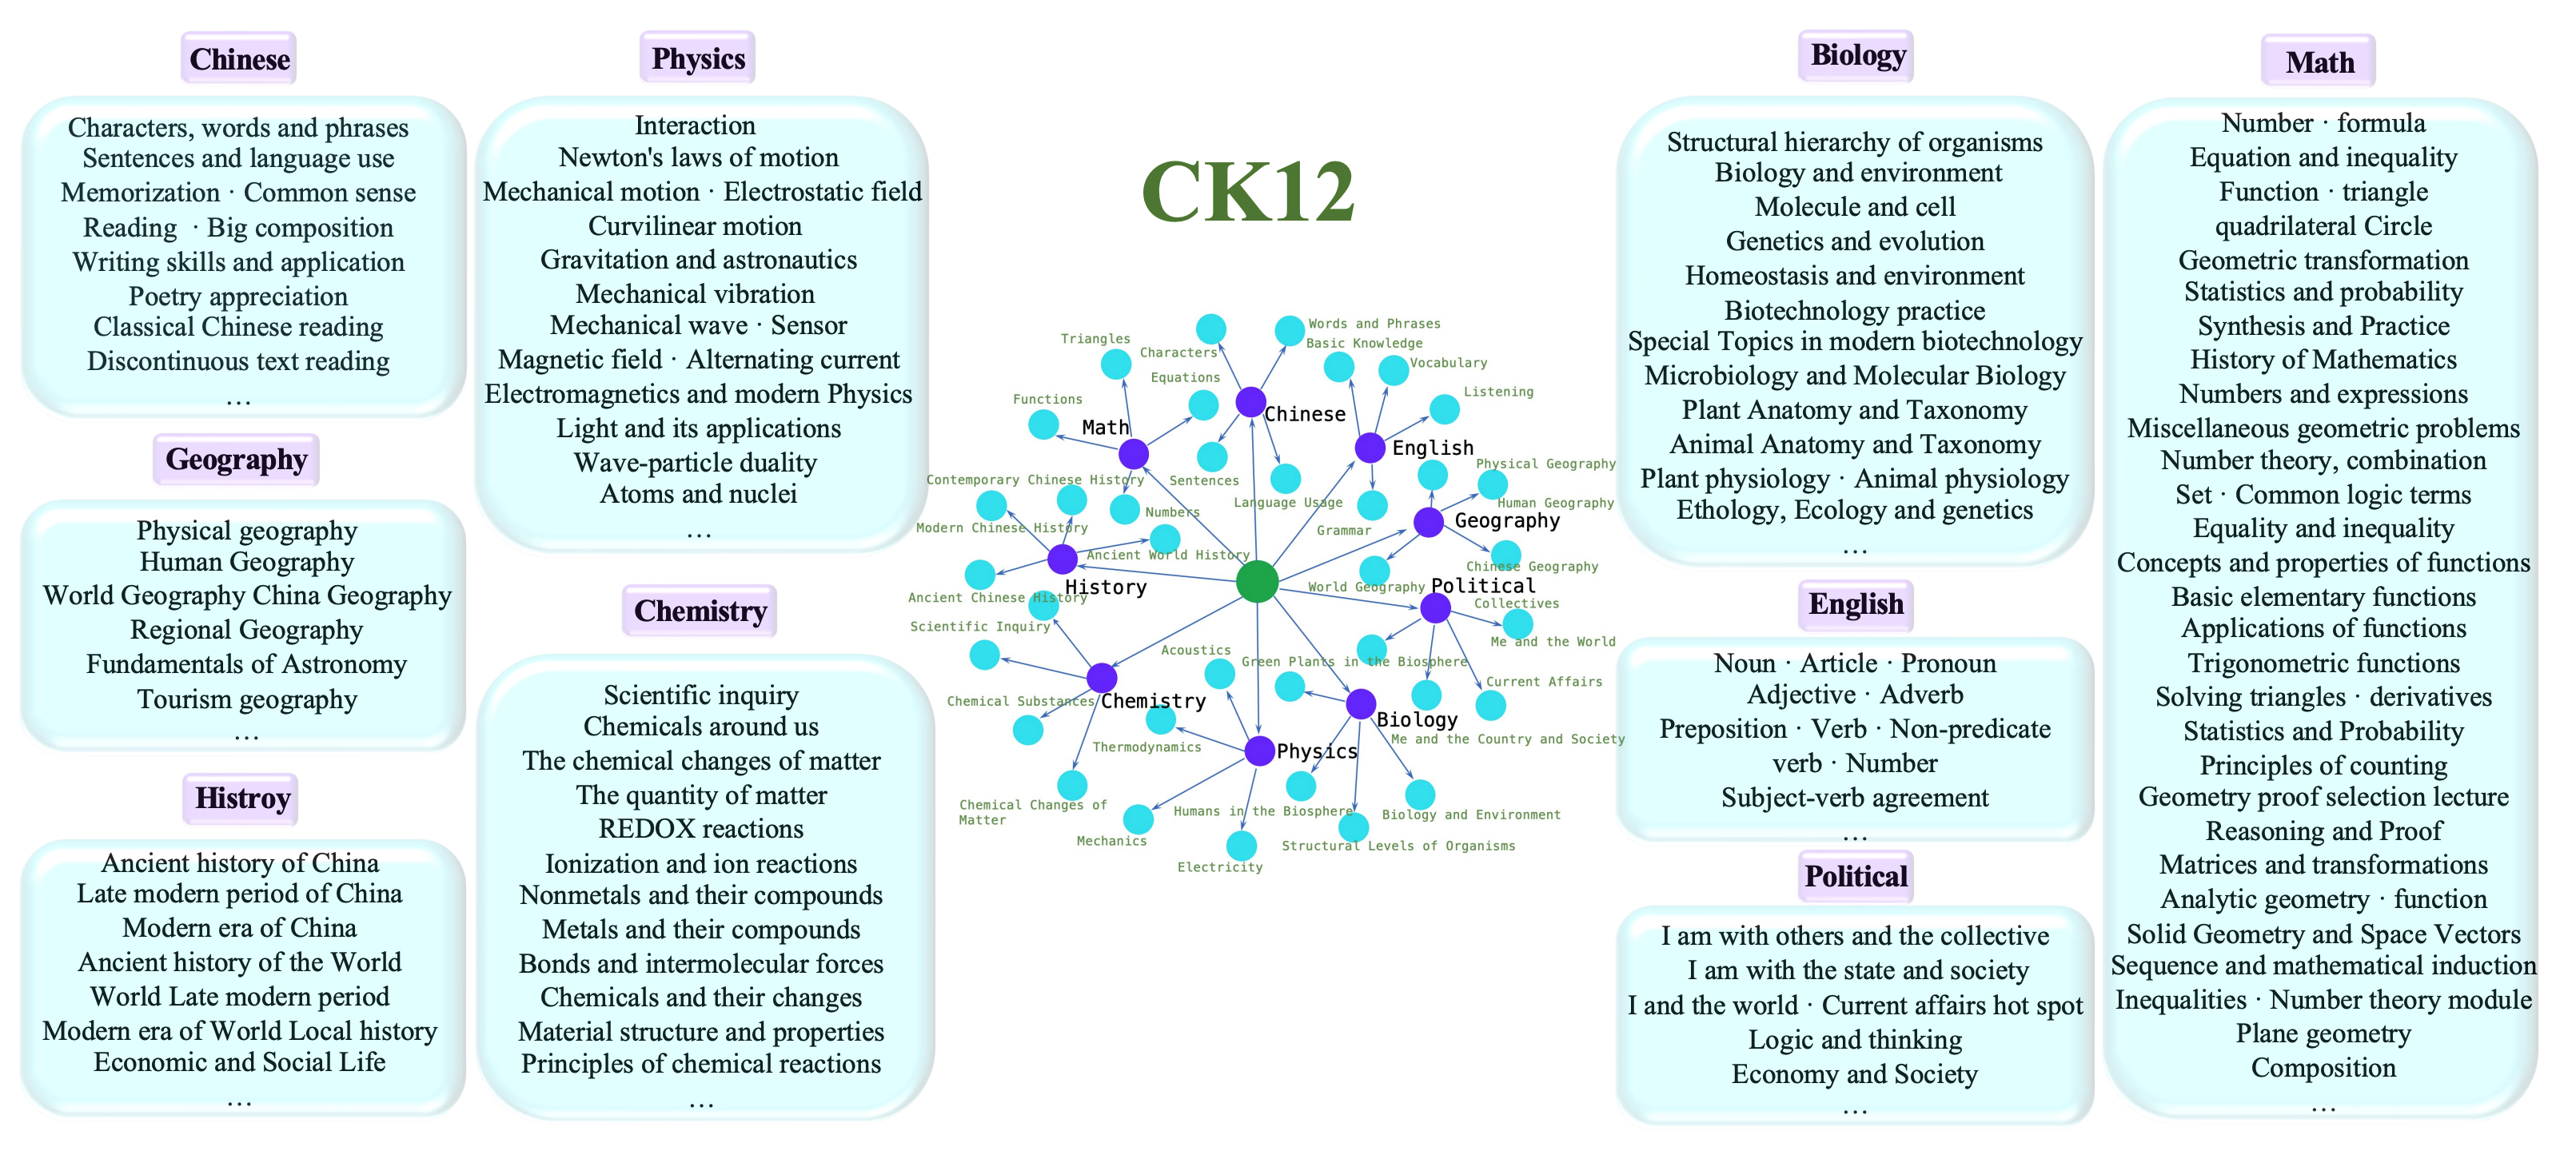 Chinese
Characters, words and phrases
Sentences and language use
Memorization · Common sense
Reading · Big composition
Writing skills and application
Poetry appreciation
Classical Chinese reading
Discontinuous text reading
...
Geography
Physical geography
Human Geography
World Geography China Geography
Regional Geography
Fundamentals of Astronomy
Tourism geography
...
Histroy
Ancient history of China
Late modern period of China
Modern era of China
Ancient history of the World
World Late modern period
Modern era of World Local history
Economic and Social Life
...
Physics
Interaction
Newton's laws of motion
Mechanical motion · Electrostatic field
Curvilinear motion
Gravitation and astronautics
Mechanical vibration
Mechanical wave · Sensor
Magnetic field · Alternating current
Electromagnetics and modern Physics
Light and its applications
Wave-particle duality
Atoms and nuclei
...
Chemistry
Scientific inquiry
Chemicals around us
The chemical changes of matter
The quantity of matter
REDOX reactions
Ionization and ion reactions
Nonmetals and their compounds
Metals and their compounds
Bonds and intermolecular forces
Chemicals and their changes
Material structure and properties
Principles of chemical reactions
...
CK12
Words and Phrases
Triangles
Basic Knowledge
Characters
Vocabulary
Equations
Listening
Functions
Chinese
Math
English
Physical Geography
Contemporary Chinese History
Sentences
Language Usage
Human Geography
Numbers
Geography
Modern Chinese History
Grammar
Ancient World History
Chinese Geography
History
World Geography
Political
Ancient Chinese History
Collectives
Scientific Inquiry
Me and the World
Acoustics
Green Plants in the Biosphere
Current Affairs
Chemical Substances
Chemistry
Biology
Me and the Country and Society
Thermodynamics
Physics
Chemical Changes of
Matter
Humans in the Biosphere
Biology and Environment
Mechanics
Structural Levels of Organisms
Electricity
Biology
Structural hierarchy of organisms
Biology and environment
Molecule and cell
Genetics and evolution
Homeostasis and environment
Biotechnology practice
Special Topics in modern biotechnology
Microbiology and Molecular Biology
Plant Anatomy and Taxonomy
Animal Anatomy and Taxonomy
Plant physiology · Animal physiology
Ethology, Ecology and genetics
...
English
Noun · Article · Pronoun
Adjective · Adverb
Preposition · Verb · Non-predicate
verb · Number
Subject-verb agreement
...
Political
I am with others and the collective
I am with the state and society
I and the world · Current affairs hot spot
Logic and thinking
Economy and Society
...
Math
Number · formula
Equation and inequality
Function · triangle
quadrilateral Circle
Geometric transformation
Statistics and probability
Synthesis and Practice
History of Mathematics
Numbers and expressions
Miscellaneous geometric problems
Number theory, combination
Set · Common logic terms
Equality and inequality
Concepts and properties of functions
Basic elementary functions
Applications of functions
Trigonometric functions
Solving triangles · derivatives
Statistics and Probability
Principles of counting
Geometry proof selection lecture
Reasoning and Proof
Matrices and transformations
Analytic geometry · function
Solid Geometry and Space Vectors
Sequence and mathematical induction
Inequalities · Number theory module
Plane geometry
Composition
...